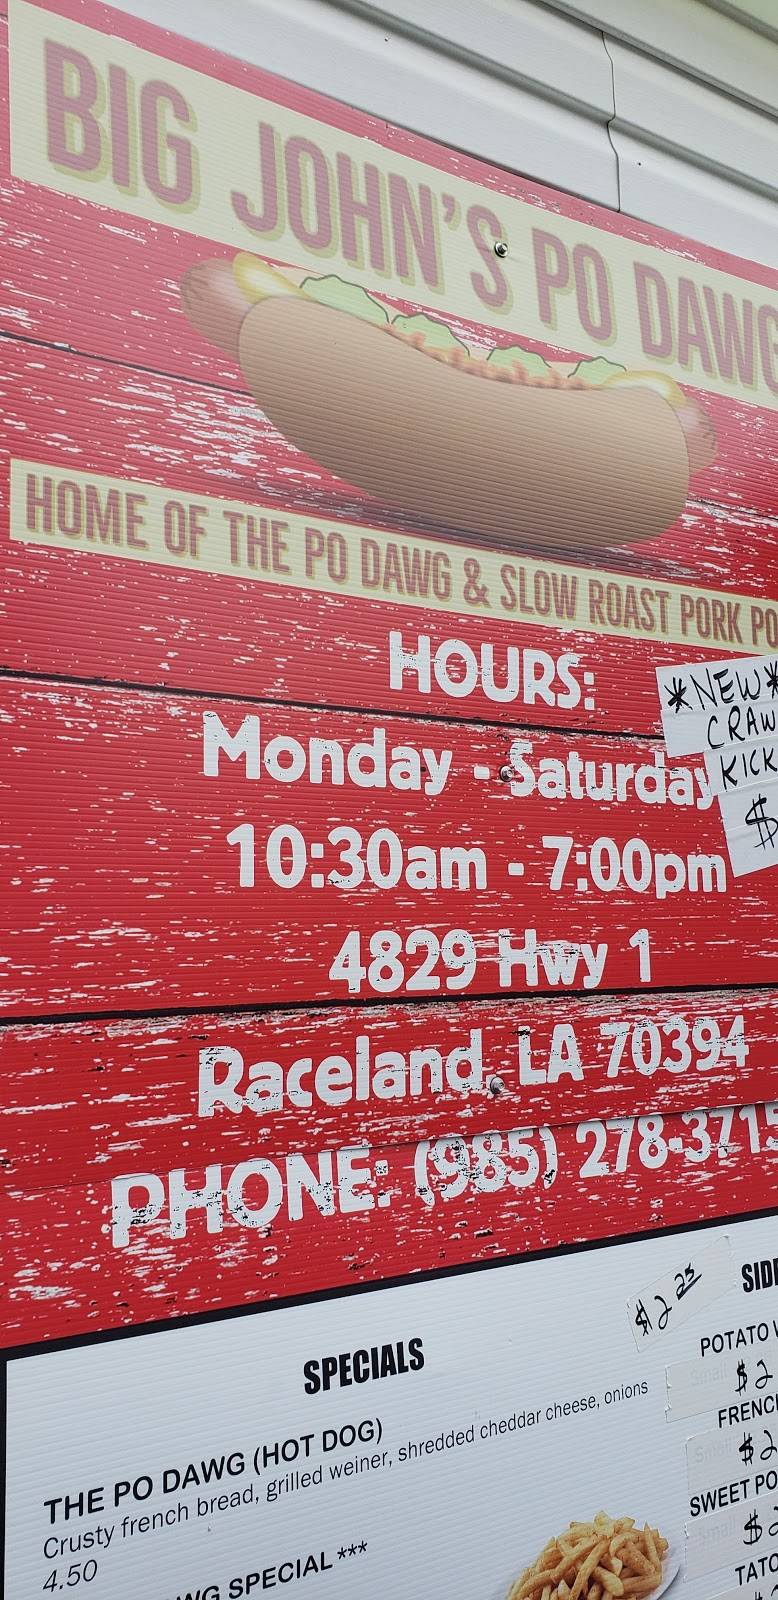 BIG JOHN'S PO DAWG
HOME OF THE PO DAWG & SLOW ROAST PORK PO
HOURS:
Monday - Saturday
10:30am - 7:00pm
4829 Hwy 1
Raceland, LA 70394
PHONE: (985) 278-3715
*NEW*
CRAW
KICK
$
SPECIALS
THE PO DAWG (HOT DOG)
Crusty french bread, grilled weiner, shredded cheddar cheese, onions
4.50
WG SPECIAL ***
$2.25
SIDE
POTATO
$2
FRENCH
$2
SWEET PO
$2
TATO